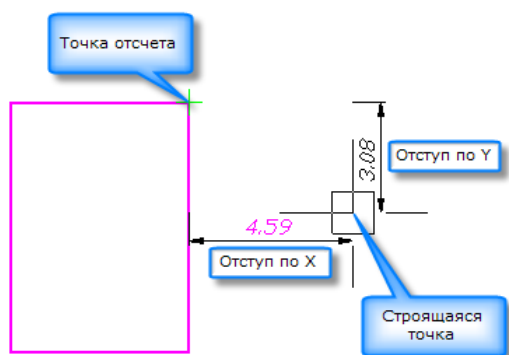 Точка отсчета
3.08
Отступ по Y
4.59
Отступ по X
Строящаяся
точка